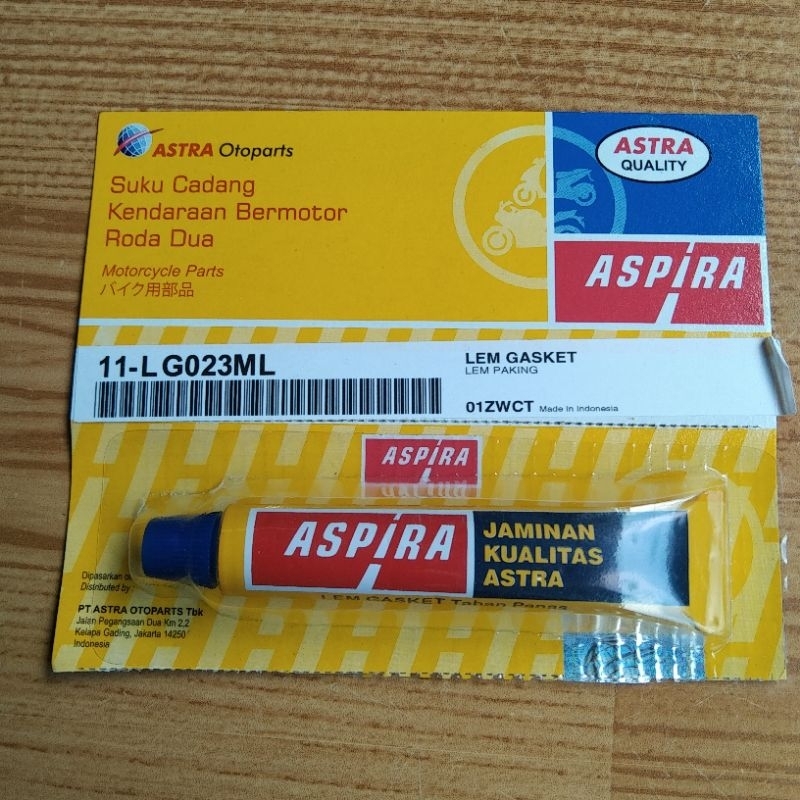 ASTRA Otoparts
Suku Cadang
Kendaraan Bermotor
Roda Dua
Motorcycle Parts
バイク用部品
ASTRA
QUALITY
ASPIRA
11-LG023ML
LEM GASKET
LEM PAKING
01ZWCT Made In Indonesia
ASPIRA
ASPIRA
JAMINAN
KUALITAS
ASTRA
LEM GASKET Tahan Panas
Dipasarkan
Distributed by
PT ASTRA OTOPARTS Tbk
Jalan Pegangsaan Dua Km 2,2
Kelapa Gading, Jakarta 14250
Indonesia